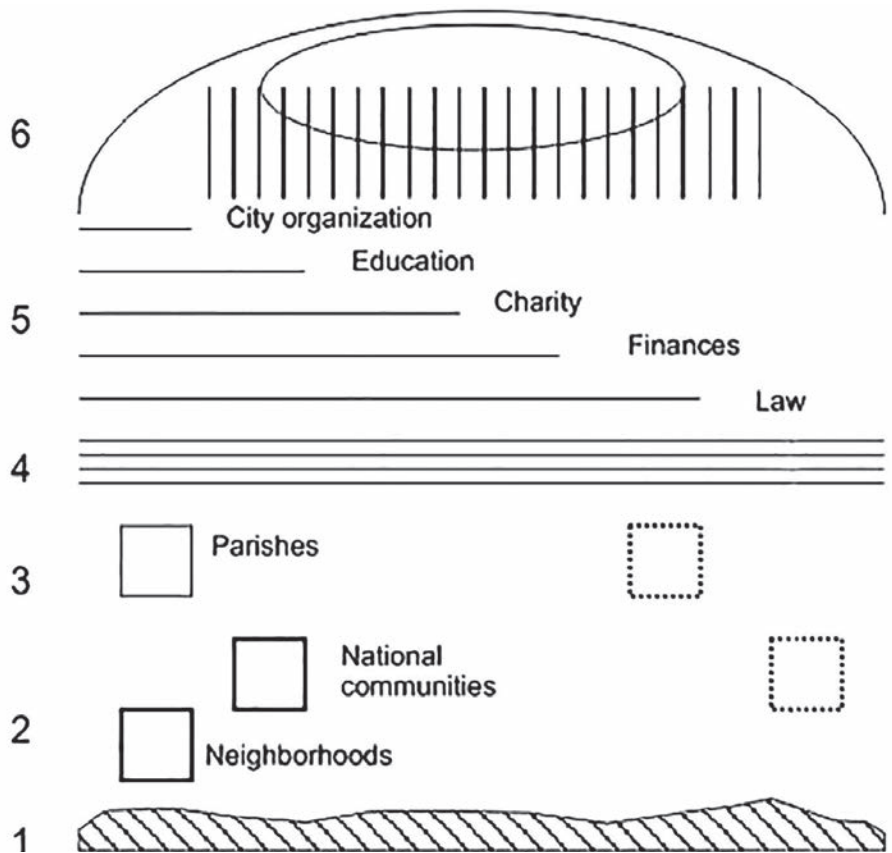 6
City organization
Education
5
Charity
Finances
Law
4
3
Parishes
National
communities
2
Neighborhoods
1